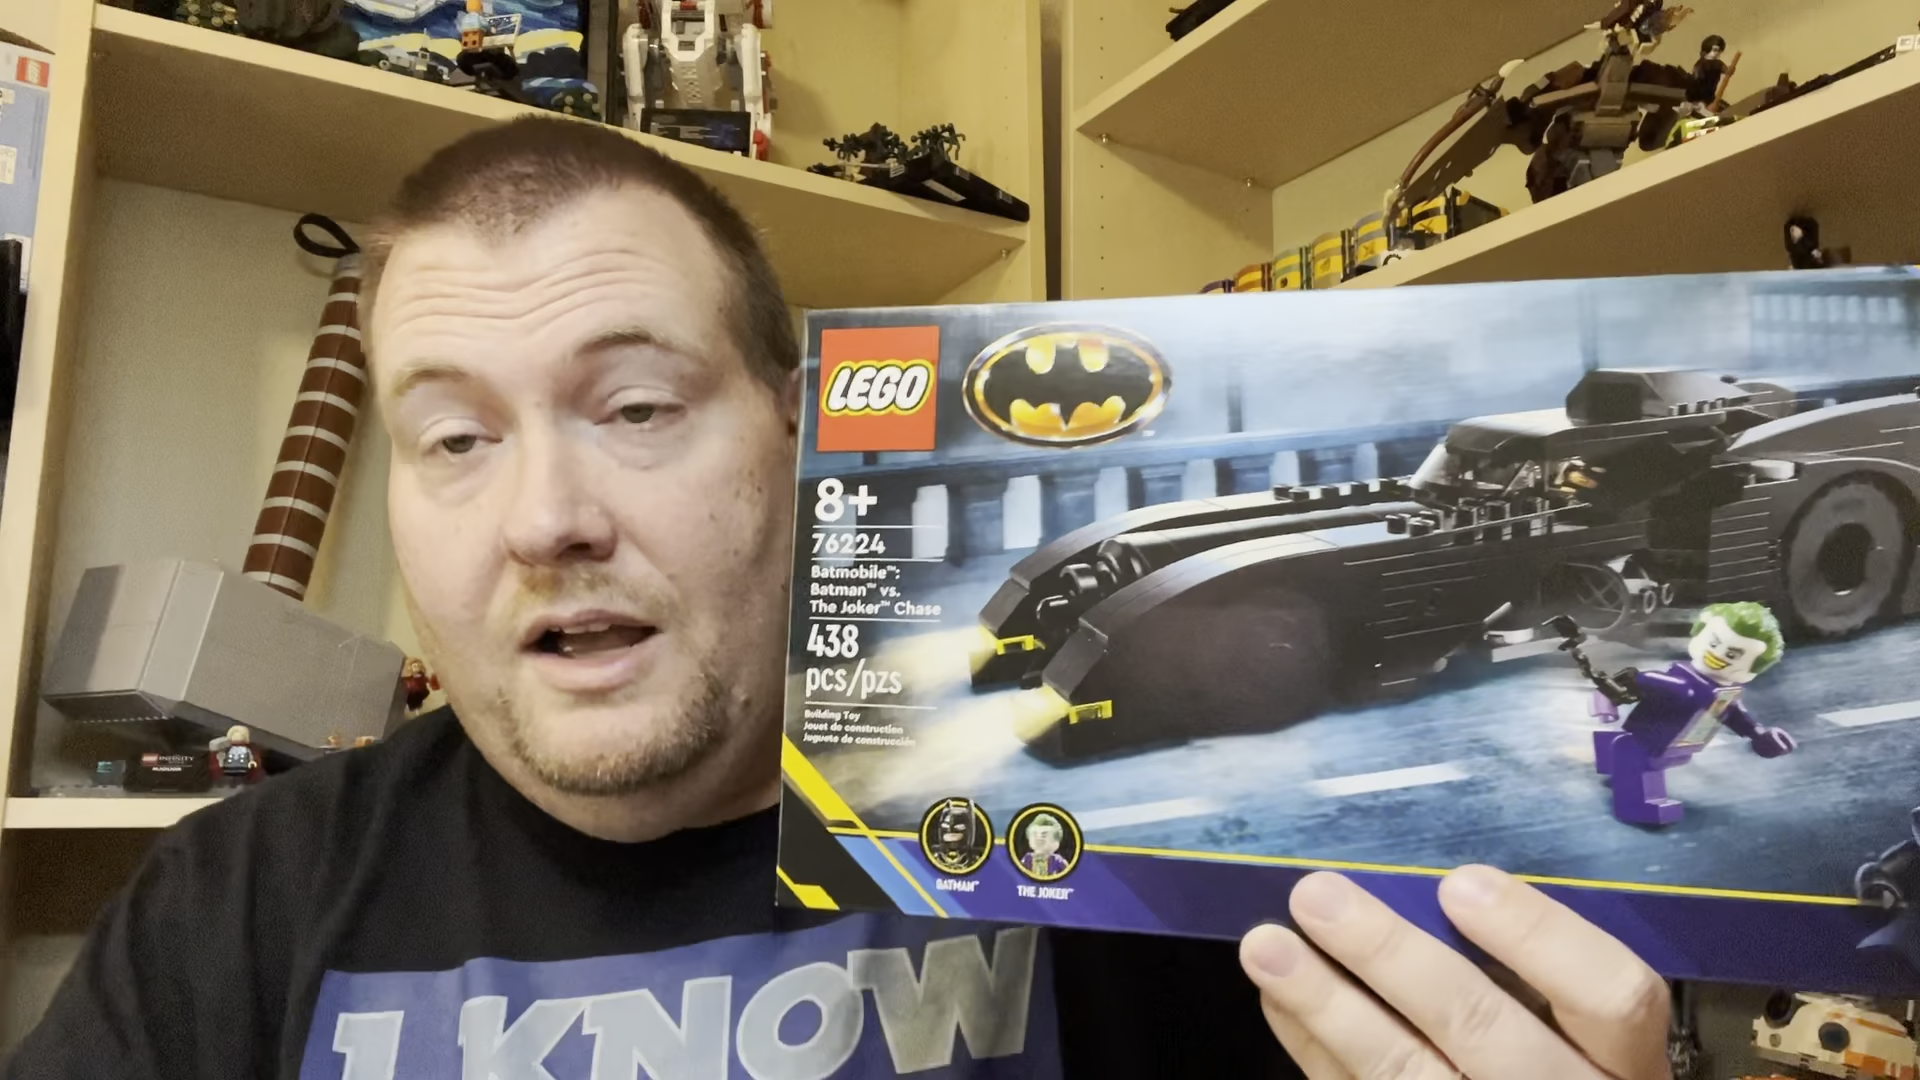 LEGO
LEGO
8+
76224
Batmobile™:
Batman™ vs.
The Joker™ Chase
438
pcs/pzs
Building Toy
Jouet de construction
Juguete de construcción
BATMAN™
THE JOKER™
I KNOW